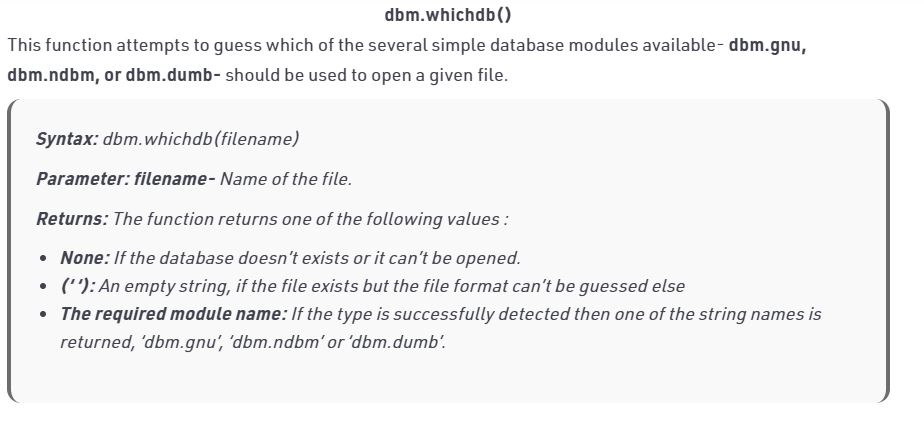 dbm.whichdb()
This function attempts to guess which of the several simple database modules available- dbm.gnu,
dbm.ndbm, or dbm.dumb- should be used to open a given file.
Syntax: dbm.whichdb(filename)
Parameter: filename- Name of the file.
Returns: The function returns one of the following values :
• None: If the database doesn’t exists or it can’t be opened.
• (‘ ’): An empty string, if the file exists but the file format can’t be guessed else
• The required module name: If the type is successfully detected then one of the string names is
returned, ‘dbm.gnu’, ‘dbm.ndbm’ or ‘dbm.dumb’.